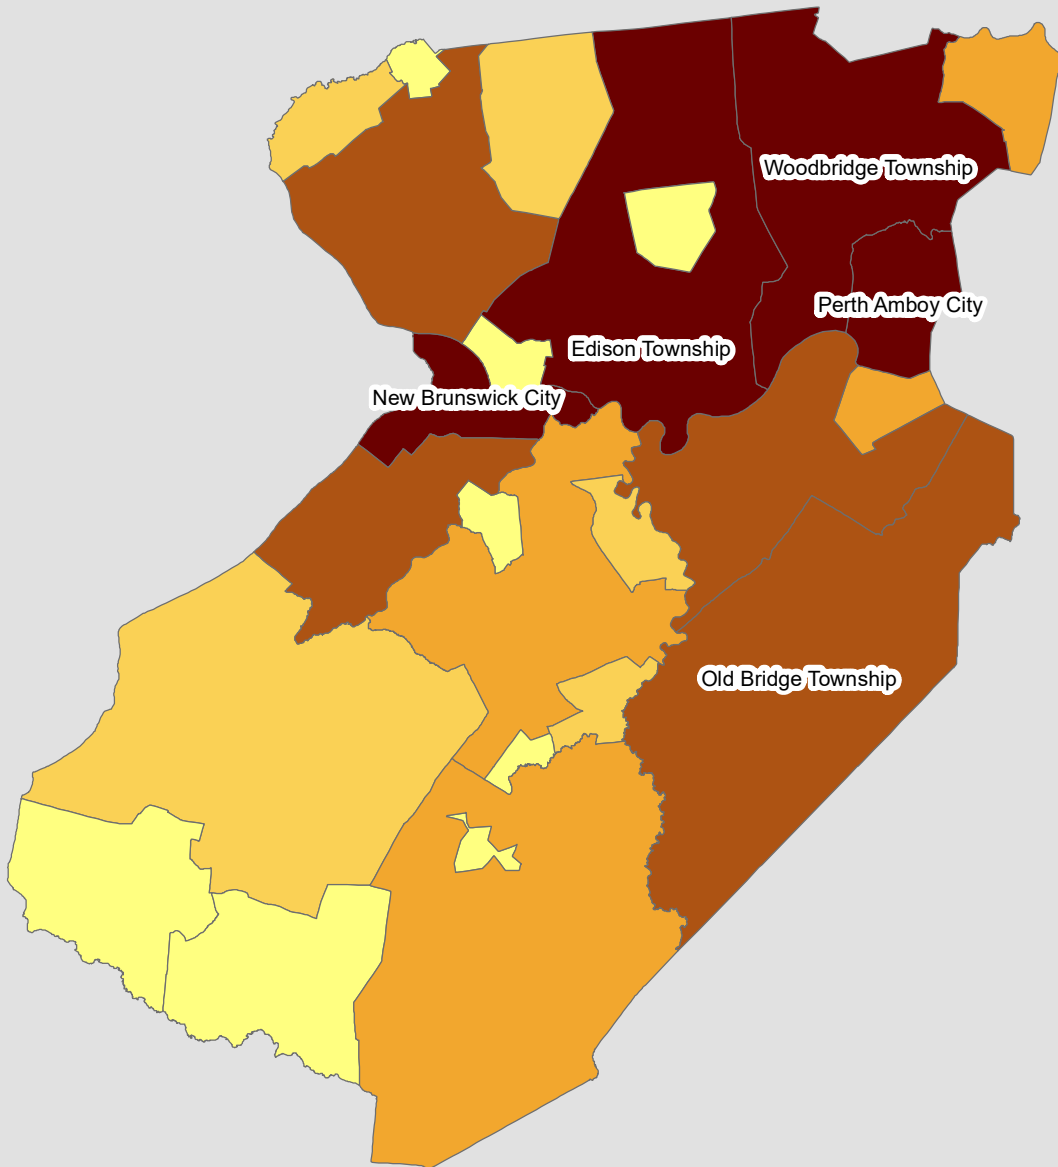 Woodbridge Township
Perth Amboy City
Edison Township
New Brunswick City
Old Bridge Township